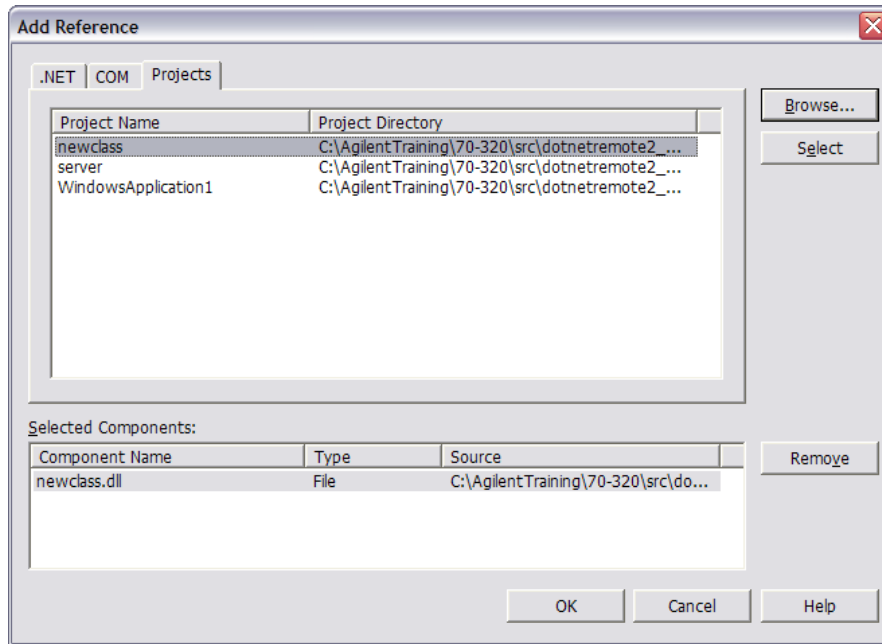 Add Reference
.NET COM Projects
Browse...
Project Name Project Directory
newclass C:\AgilentTraining\70-320\src\dotnetremote2_...
Select
server C:\AgilentTraining\70-320\src\dotnetremote2_...
WindowsApplication1 C:\AgilentTraining\70-320\src\dotnetremote2_...
Selected Components:
Component Name Type Source
Remove
newclass.dll File C:\AgilentTraining\70-320\src\do...
OK Cancel Help